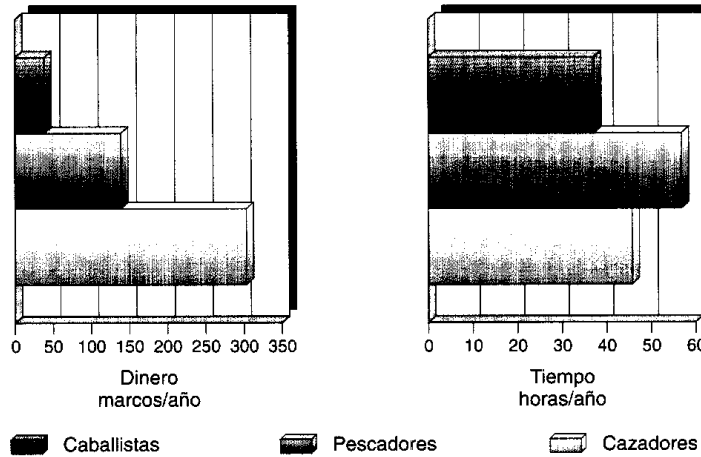 0 50 100 150 200 250 300 350
Dinero
marcos/año
0 10 20 30 40 50 60
Tiempo
horas/año
Caballistas Pescadores Cazadores